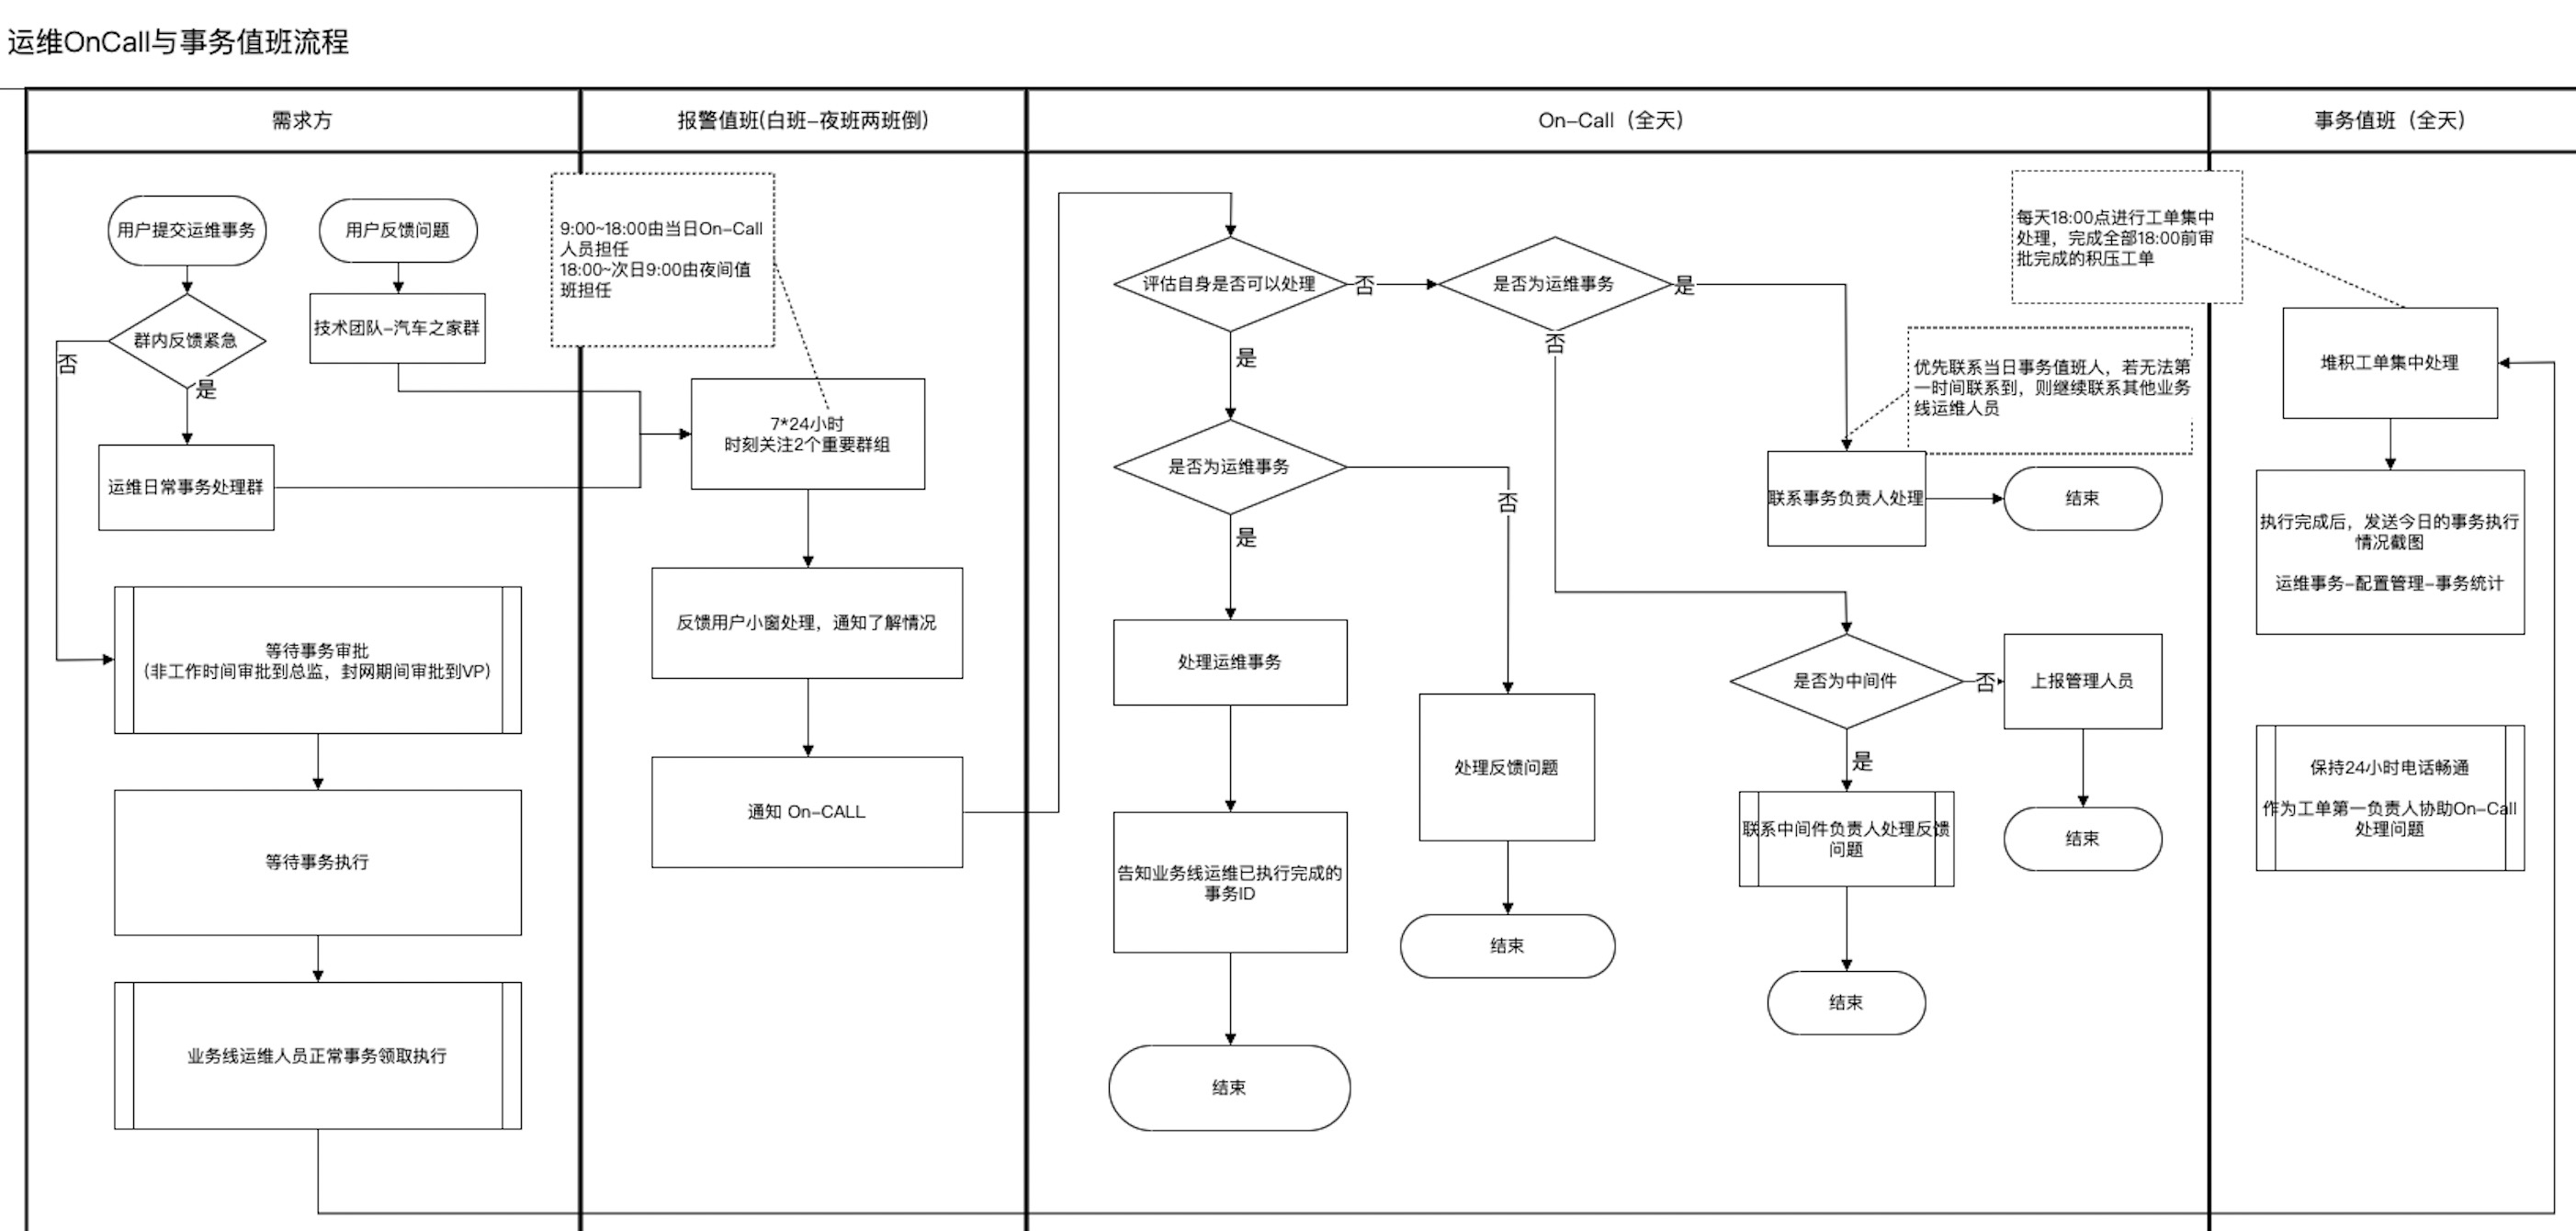 运维OnCall与事务值班流程
需求方
报警值班(白班-夜班两班倒)
On-Call（全天）
事务值班（全天）
用户提交运维事务
用户反馈问题
群内反馈紧急
否
是
技术团队-汽车之家群
运维日常事务处理群
等待事务审批
(非工作时间审批到总监，封网期间审批到VP)
等待事务执行
业务线运维人员正常事务领取执行
9:00~18:00由当日On-Call
人员担任
18:00~次日9:00由夜间值
班担任
7*24小时
时刻关注2个重要群组
反馈用户小窗处理，通知了解情况
通知 On-CALL
评估自身是否可以处理
否
是否为运维事务
是
是
否
是否为运维事务
否
是
处理运维事务
告知业务线运维已执行完成的
事务ID
结束
处理反馈问题
结束
优先联系当日事务值班人，若无法第
一时间联系到，则继续联系其他业务
线运维人员
联系事务负责人处理
结束
是否为中间件
否
上报管理人员
结束
是
联系中间件负责人处理反馈
问题
结束
每天18:00点进行工单集中
处理，完成全部18:00前审
批完成的积压工单
堆积工单集中处理
执行完成后，发送今日的事务执行
情况截图
运维事务-配置管理-事务统计
保持24小时电话畅通
作为工单第一负责人协助On-Call
处理问题